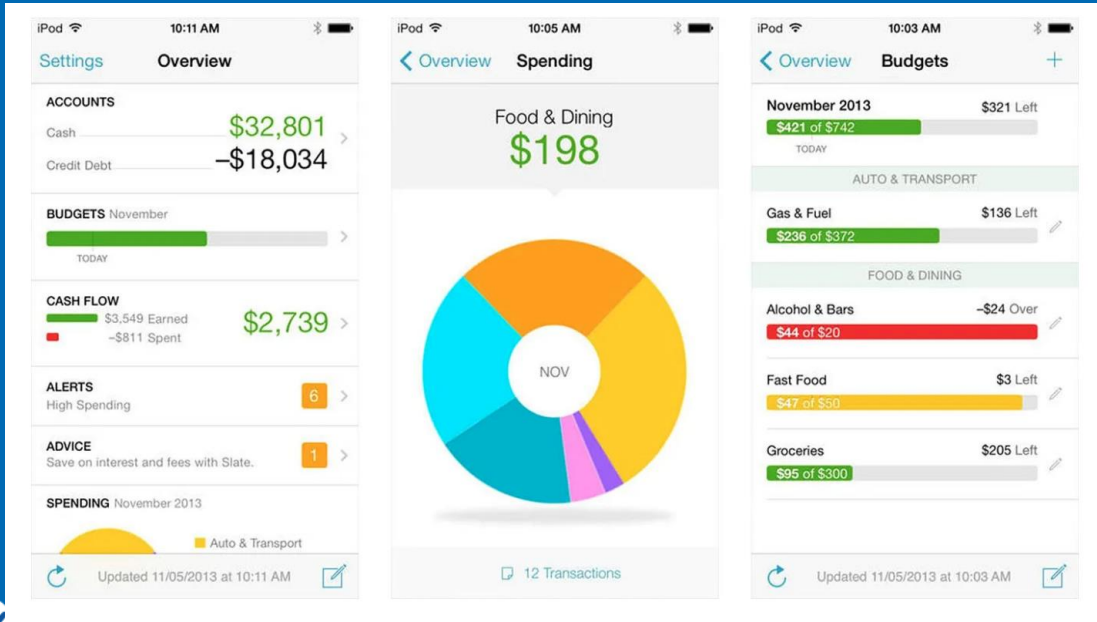 iPod 10:11 AM
Settings Overview
ACCOUNTS
Cash $32,801
Credit Debt –$18,034
BUDGETS November
TODAY
CASH FLOW
$3,549 Earned
–$811 Spent
$2,739
ALERTS
High Spending
6
ADVICE
Save on interest and fees with Slate.
1
SPENDING November 2013
Auto & Transport
Updated 11/05/2013 at 10:11 AM
iPod 10:05 AM
Overview Spending
Food & Dining
$198
NOV
12 Transactions
iPod 10:03 AM
Overview Budgets +
November 2013 $321 Left
$421 of $742
TODAY
AUTO & TRANSPORT
Gas & Fuel $136 Left
$236 of $372
FOOD & DINING
Alcohol & Bars –$24 Over
$44 of $20
Fast Food $3 Left
$47 of $50
Groceries $205 Left
$95 of $300
Updated 11/05/2013 at 10:03 AM